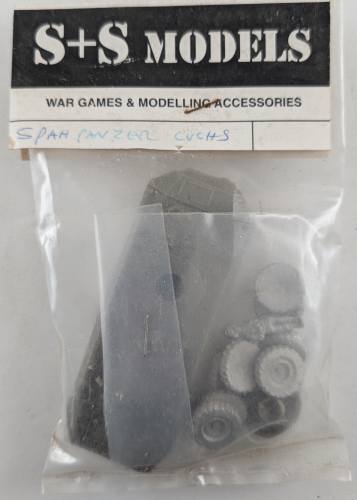 S+S MODELS
WAR GAMES & MODELLING ACCESSORIES
SPAH PANZER LUCHS